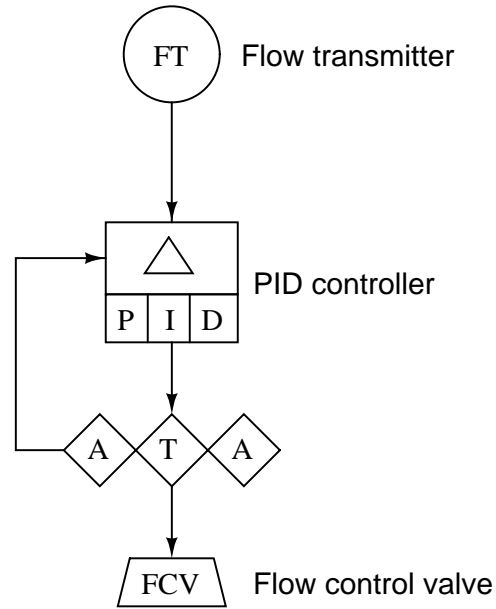 FT Flow transmitter
PID controller
P I D
A T A
FCV Flow control valve